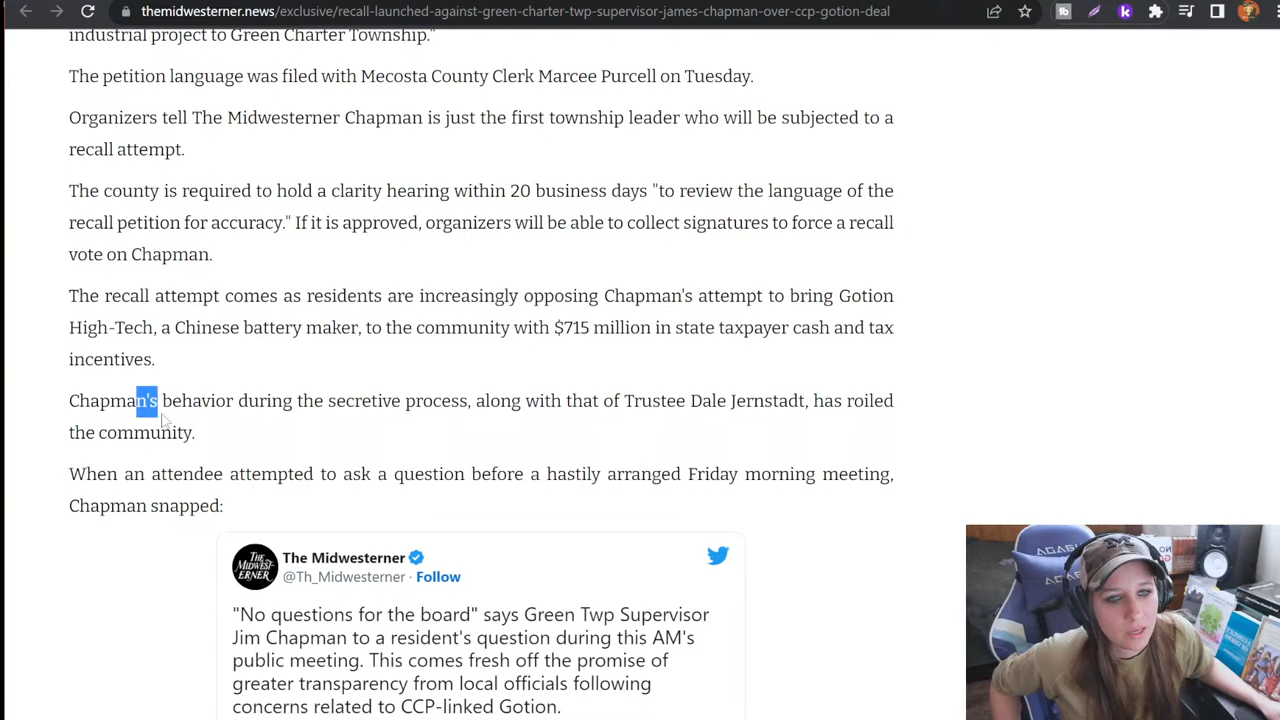 themidwesterner.news/exclusive/recall-launched-against-green-charter-twp-supervisor-james-chapman-over-ccp-gotion-deal
industrial project to Green Charter Township."
The petition language was filed with Mecosta County Clerk Marcee Purcell on Tuesday.
Organizers tell The Midwesterner Chapman is just the first township leader who will be subjected to a
recall attempt.
The county is required to hold a clarity hearing within 20 business days "to review the language of the
recall petition for accuracy." If it is approved, organizers will be able to collect signatures to force a recall
vote on Chapman.
The recall attempt comes as residents are increasingly opposing Chapman's attempt to bring Gotion
High-Tech, a Chinese battery maker, to the community with $715 million in state taxpayer cash and tax
incentives.
Chapman's behavior during the secretive process, along with that of Trustee Dale Jernstadt, has roiled
the community.
When an attendee attempted to ask a question before a hastily arranged Friday morning meeting,
Chapman snapped:
THE
MIDWEST
ERNER
The Midwesterner
@Th_Midwesterner · Follow
"No questions for the board" says Green Twp Supervisor
Jim Chapman to a resident's question during this AM's
public meeting. This comes fresh off the promise of
greater transparency from local officials following
concerns related to CCP-linked Gotion.